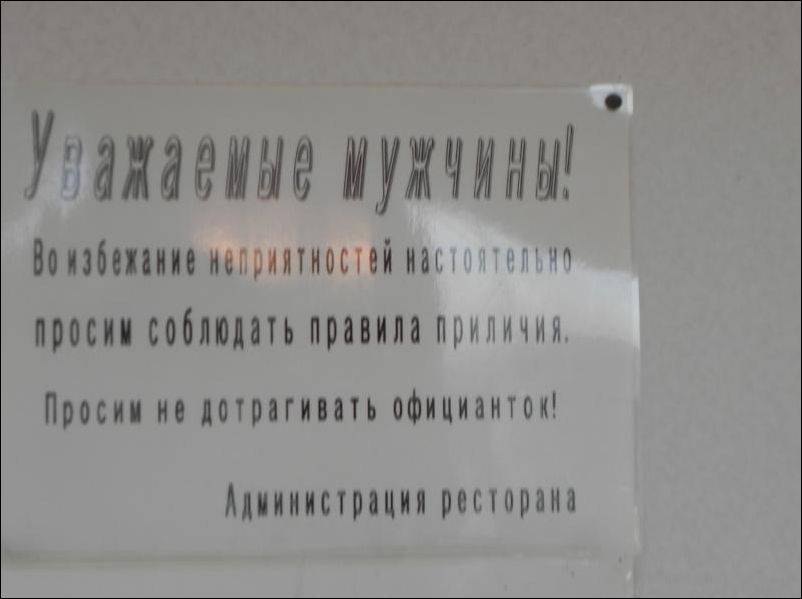 Уважаемые мужчины!
Во избежание неприятностей настоятельно
просим соблюдать правила приличия.
Просим не дотрагивать официанток!
Администрация ресторана